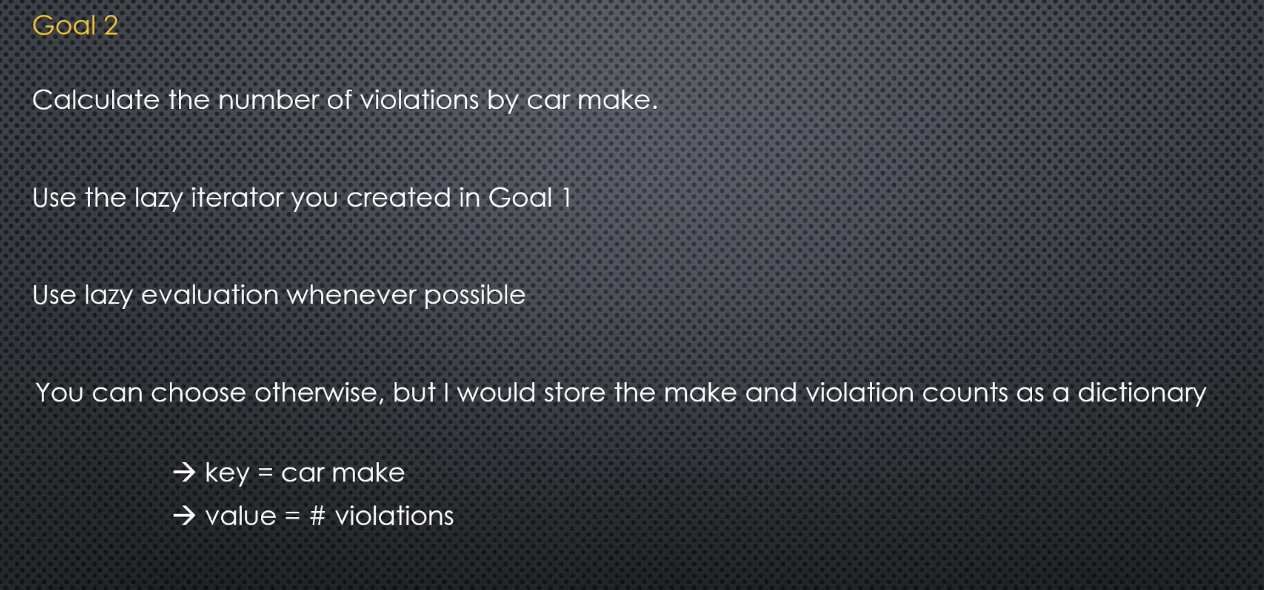 Goal 2
Calculate the number of violations by car make.
Use the lazy iterator you created in Goal 1
Use lazy evaluation whenever possible
You can choose otherwise, but I would store the make and violation counts as a dictionary
→ key = car make
→ value = # violations